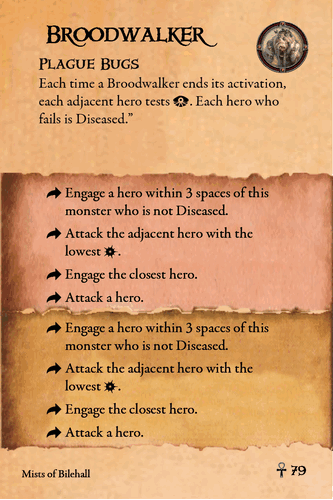 Broodwalker
Plague Bugs
Each time a Broodwalker ends its activation,
each adjacent hero tests . Each hero who
fails is Diseased.”
Engage a hero within 3 spaces of this
monster who is not Diseased.
Attack the adjacent hero with the
lowest .
Engage the closest hero.
Attack a hero.
Engage a hero within 3 spaces of this
monster who is not Diseased.
Attack the adjacent hero with the
lowest .
Engage the closest hero.
Attack a hero.
Mists of Bilehall
79